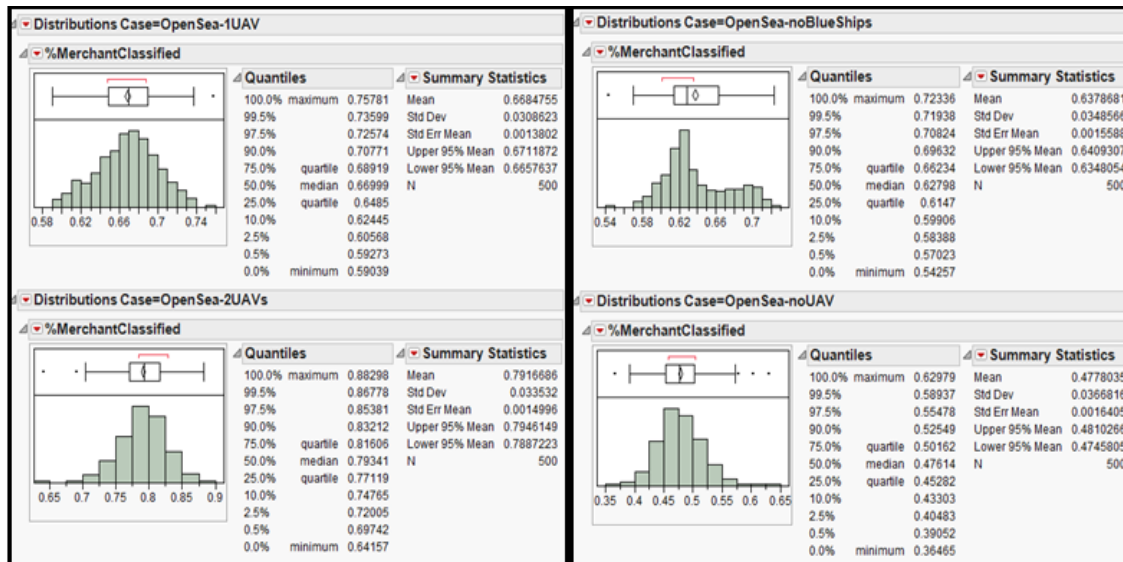 Distributions Case=OpenSea-1UAV
%MerchantClassified
0.58 0.62 0.66 0.7 0.74
Quantiles
100.0% maximum 0.75781
99.5% 0.73599
97.5% 0.72574
90.0% 0.70771
75.0% quartile 0.68919
50.0% median 0.66999
25.0% quartile 0.6485
10.0% 0.62445
2.5% 0.60568
0.5% 0.59273
0.0% minimum 0.59039
Summary Statistics
Mean 0.6684755
Std Dev 0.0308623
Std Err Mean 0.0013802
Upper 95% Mean 0.6711872
Lower 95% Mean 0.6657637
N 500
Distributions Case=OpenSea-noBlueShips
%MerchantClassified
0.54 0.58 0.62 0.66 0.7
Quantiles
100.0% maximum 0.72336
99.5% 0.71938
97.5% 0.70824
90.0% 0.69632
75.0% quartile 0.66234
50.0% median 0.62798
25.0% quartile 0.6147
10.0% 0.59906
2.5% 0.58388
0.5% 0.57023
0.0% minimum 0.54257
Summary Statistics
Mean 0.6378681
Std Dev 0.0348566
Std Err Mean 0.0015588
Upper 95% Mean 0.6409307
Lower 95% Mean 0.6348054
N 500
Distributions Case=OpenSea-2UAVs
%MerchantClassified
0.65 0.7 0.75 0.8 0.85 0.9
Quantiles
100.0% maximum 0.88298
99.5% 0.86778
97.5% 0.85381
90.0% 0.83212
75.0% quartile 0.81606
50.0% median 0.79341
25.0% quartile 0.77119
10.0% 0.74765
2.5% 0.72005
0.5% 0.69742
0.0% minimum 0.64157
Summary Statistics
Mean 0.7916686
Std Dev 0.033532
Std Err Mean 0.0014996
Upper 95% Mean 0.7946149
Lower 95% Mean 0.7887223
N 500
Distributions Case=OpenSea-noUAV
%MerchantClassified
0.35 0.4 0.45 0.5 0.55 0.6 0.65
Quantiles
100.0% maximum 0.62979
99.5% 0.58937
97.5% 0.55478
90.0% 0.52549
75.0% quartile 0.50162
50.0% median 0.47614
25.0% quartile 0.45282
10.0% 0.43303
2.5% 0.40483
0.5% 0.39052
0.0% minimum 0.36465
Summary Statistics
Mean 0.4778035
Std Dev 0.0366816
Std Err Mean 0.0016405
Upper 95% Mean 0.4810266
Lower 95% Mean 0.4745805
N 500